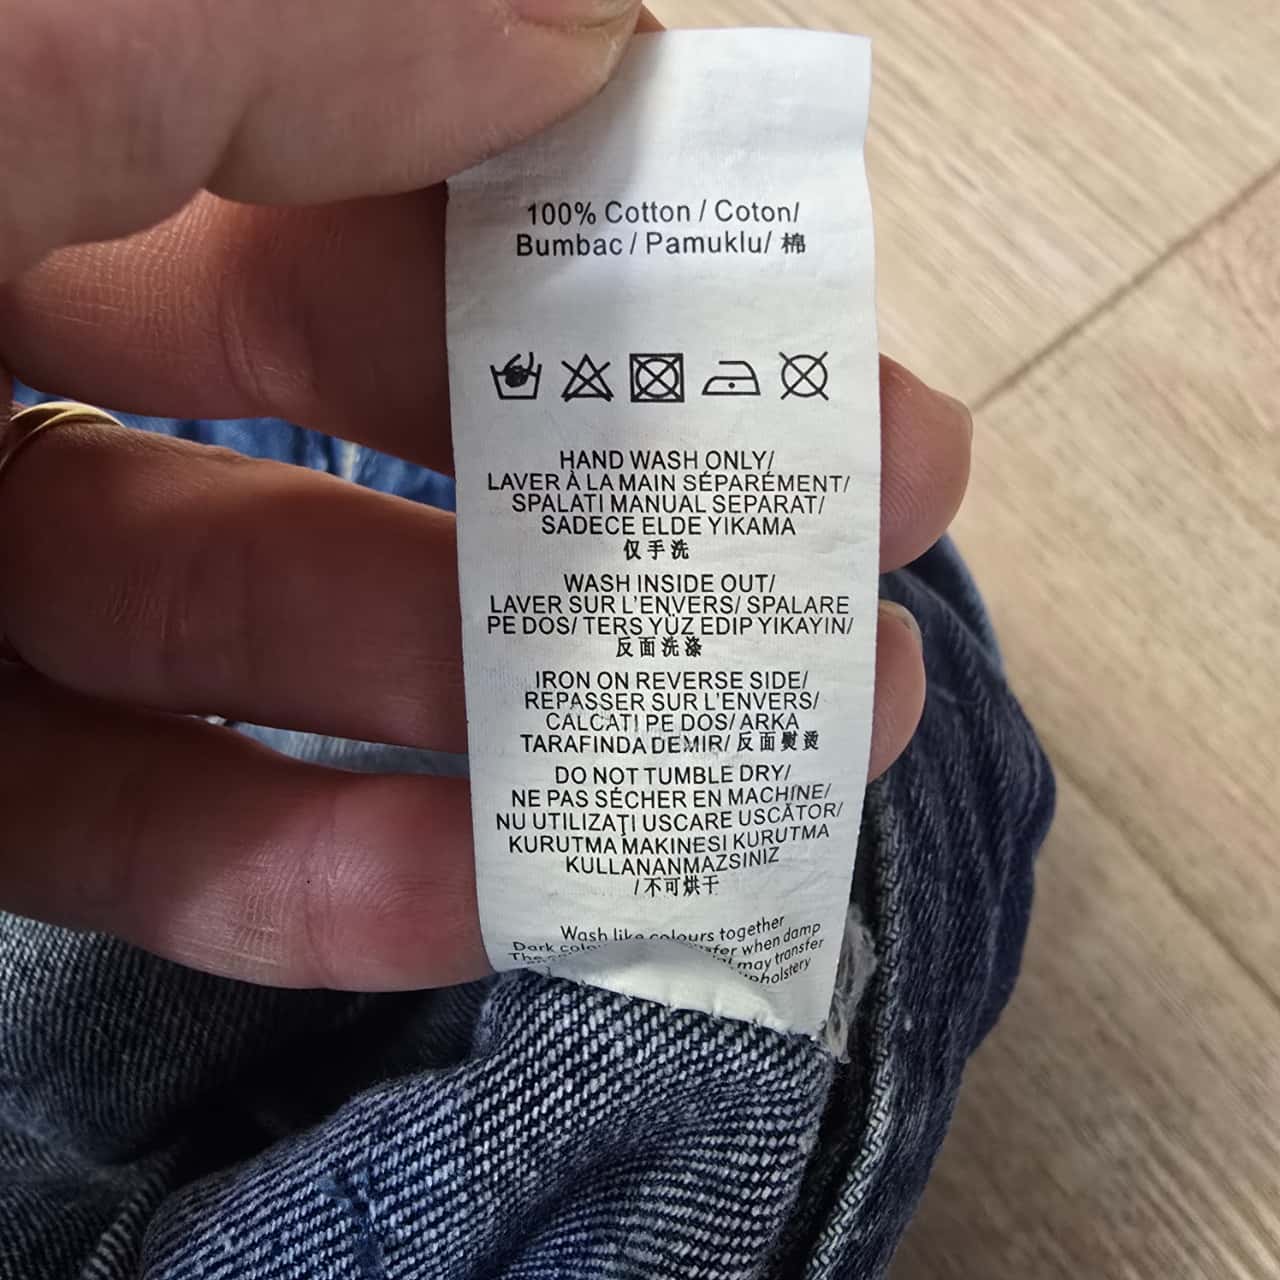 100% Cotton / Coton/
Bumbac / Pamuklu/ 棉
HAND WASH ONLY/
LAVER À LA MAIN SÉPARÉMENT/
SPALATI MANUAL SEPARAT/
SADECE ELDE YIKAMA
仅手洗
WASH INSIDE OUT/
LAVER SUR L'ENVERS/ SPALARE
PE DOS/ TERS YÜZ EDIP YIKAYIN/
反面洗涤
IRON ON REVERSE SIDE/
REPASSER SUR L'ENVERS/
CALCATI PE DOS/ ARKA
TARAFINDA DEMIR/ 反面熨烫
DO NOT TUMBLE DRY/
NE PAS SÉCHER EN MACHINE/
NU UTILIZAŢI USCARE USCĂTOR/
KURUTMA MAKINESI KURUTMA
KULLANANMAZSINIZ
/不可烘干
Wash like colours together
Dark when damp
The may transfer
upholstery